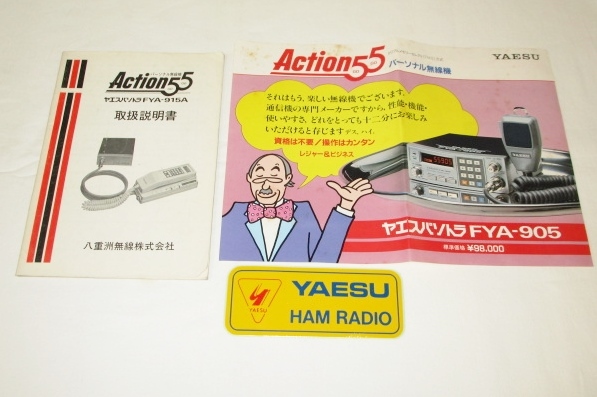 パーソナル無線機
Action55
ヤエスパソトラFYA-915A
取扱説明書
八重洲無線株式会社
Action55
GO GO
パーソナル無線機
YAESU
それはもう、楽しい無線機でございます。
通信機の専門メーカーですから、性能・機能・
使いやすさ、どれをとっても十二分にお楽しみ
いただけると存じますデス、ハイ。
資格は不要/操作はカンタン
レジャー&ビジネス
YAESU
ヤエスパソトラFYA-905
標準価格 ¥98,000
YAESU
YAESU
HAM RADIO